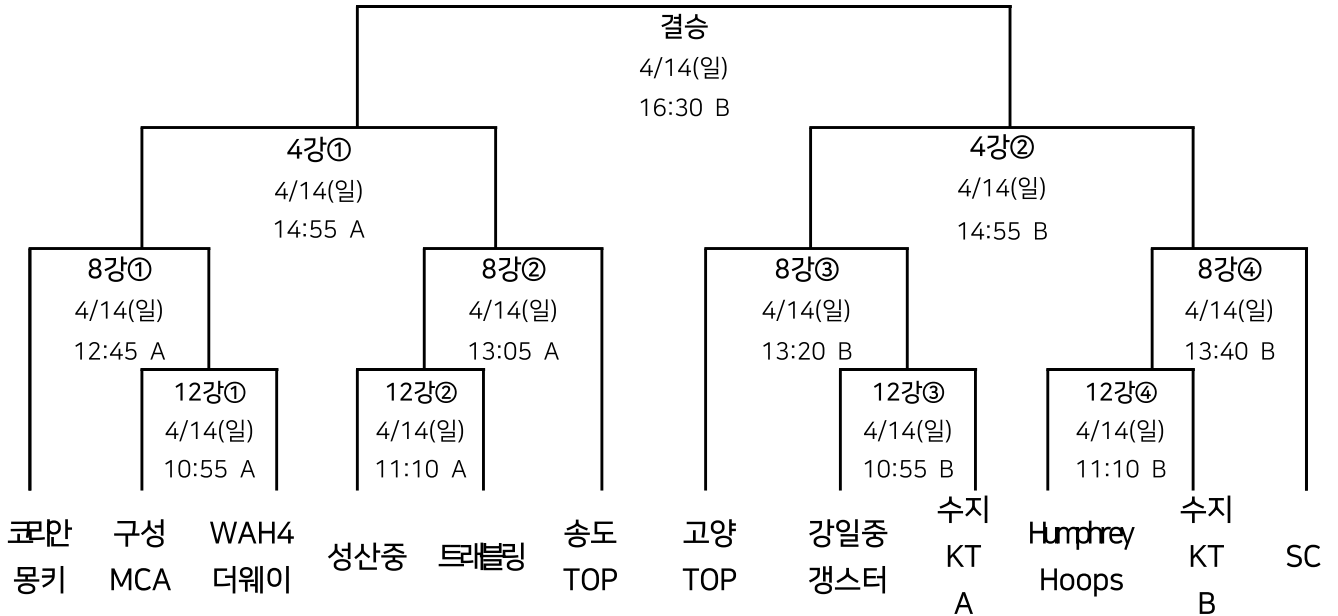 결승
4/14(일)
16:30 B
4강①
4/14(일)
14:55 A
4강②
4/14(일)
14:55 B
8강①
4/14(일)
12:45 A
8강②
4/14(일)
13:05 A
8강③
4/14(일)
13:20 B
8강④
4/14(일)
13:40 B
12강①
4/14(일)
10:55 A
12강②
4/14(일)
11:10 A
12강③
4/14(일)
10:55 B
12강④
4/14(일)
11:10 B
코리안
몽키
구성
MCA
WAH4
더웨이
성산중
트래블링
송도
TOP
고양
TOP
강일중
갱스터
수지
KT
A
Humphrey
Hoops
수지
KT
B
SC